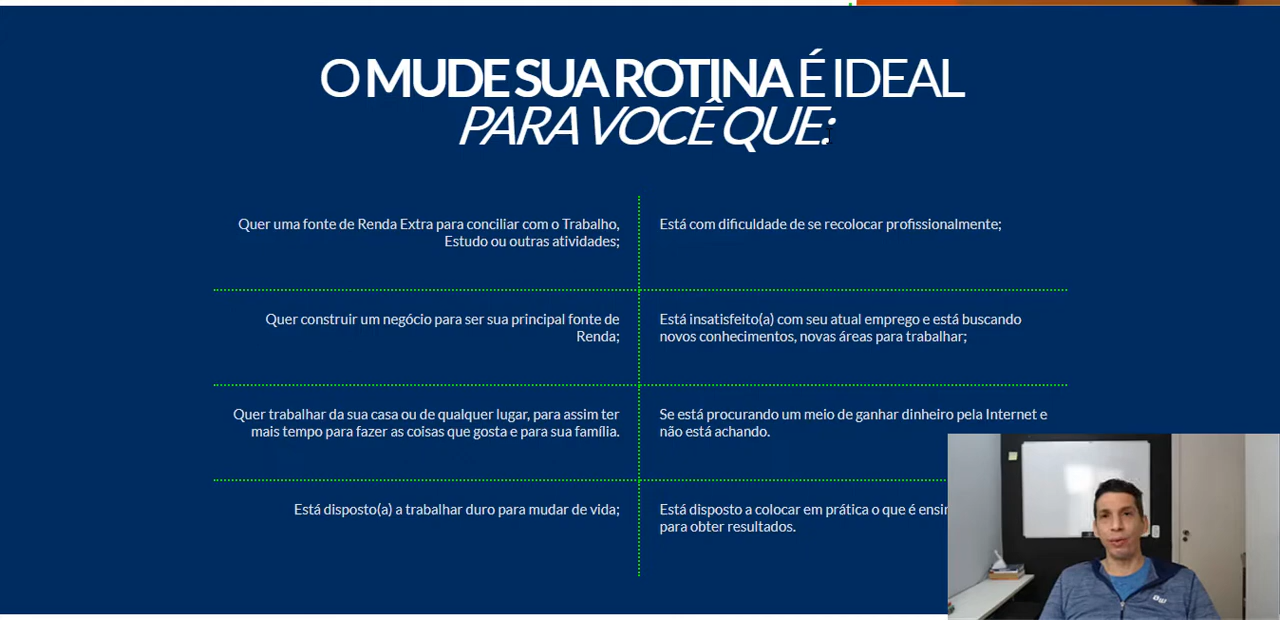 O MUDE SUA ROTINA É IDEAL
PARA VOCÊ QUE:
Quer uma fonte de Renda Extra para conciliar com o Trabalho,
Estudo ou outras atividades;
Está com dificuldade de se recolocar profissionalmente;
Quer construir um negócio para ser sua principal fonte de
Renda;
Está insatisfeito(a) com seu atual emprego e está buscando
novos conhecimentos, novas áreas para trabalhar;
Quer trabalhar da sua casa ou de qualquer lugar, para assim ter
mais tempo para fazer as coisas que gosta e para sua família.
Se está procurando um meio de ganhar dinheiro pela Internet e
não está achando.
Está disposto(a) a trabalhar duro para mudar de vida;
Está disposto a colocar em prática o que é
para obter resultados.